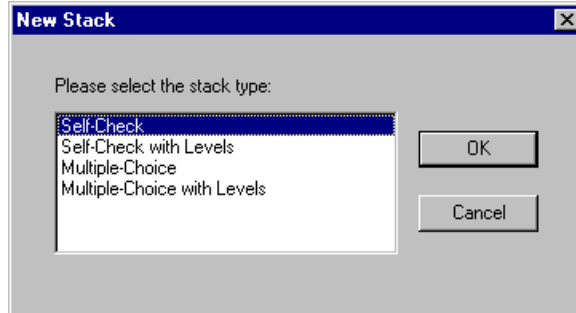 New Stack
Please select the stack type:
Self-Check
Self-Check with Levels
Multiple-Choice
Multiple-Choice with Levels
OK
Cancel